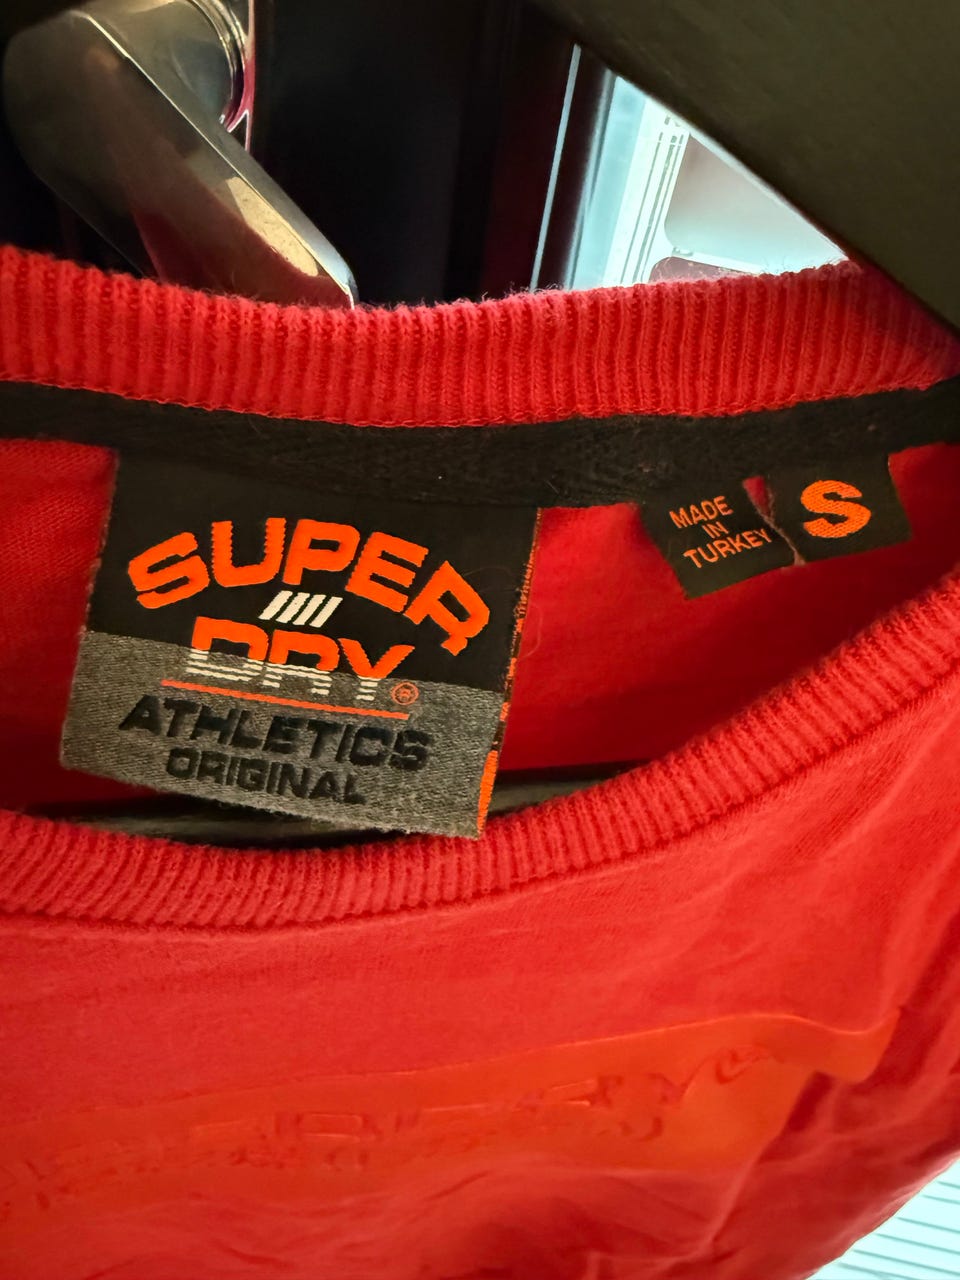 SUPER
DRY®
ATHLETICS
ORIGINAL
MADE
IN
TURKEY
S